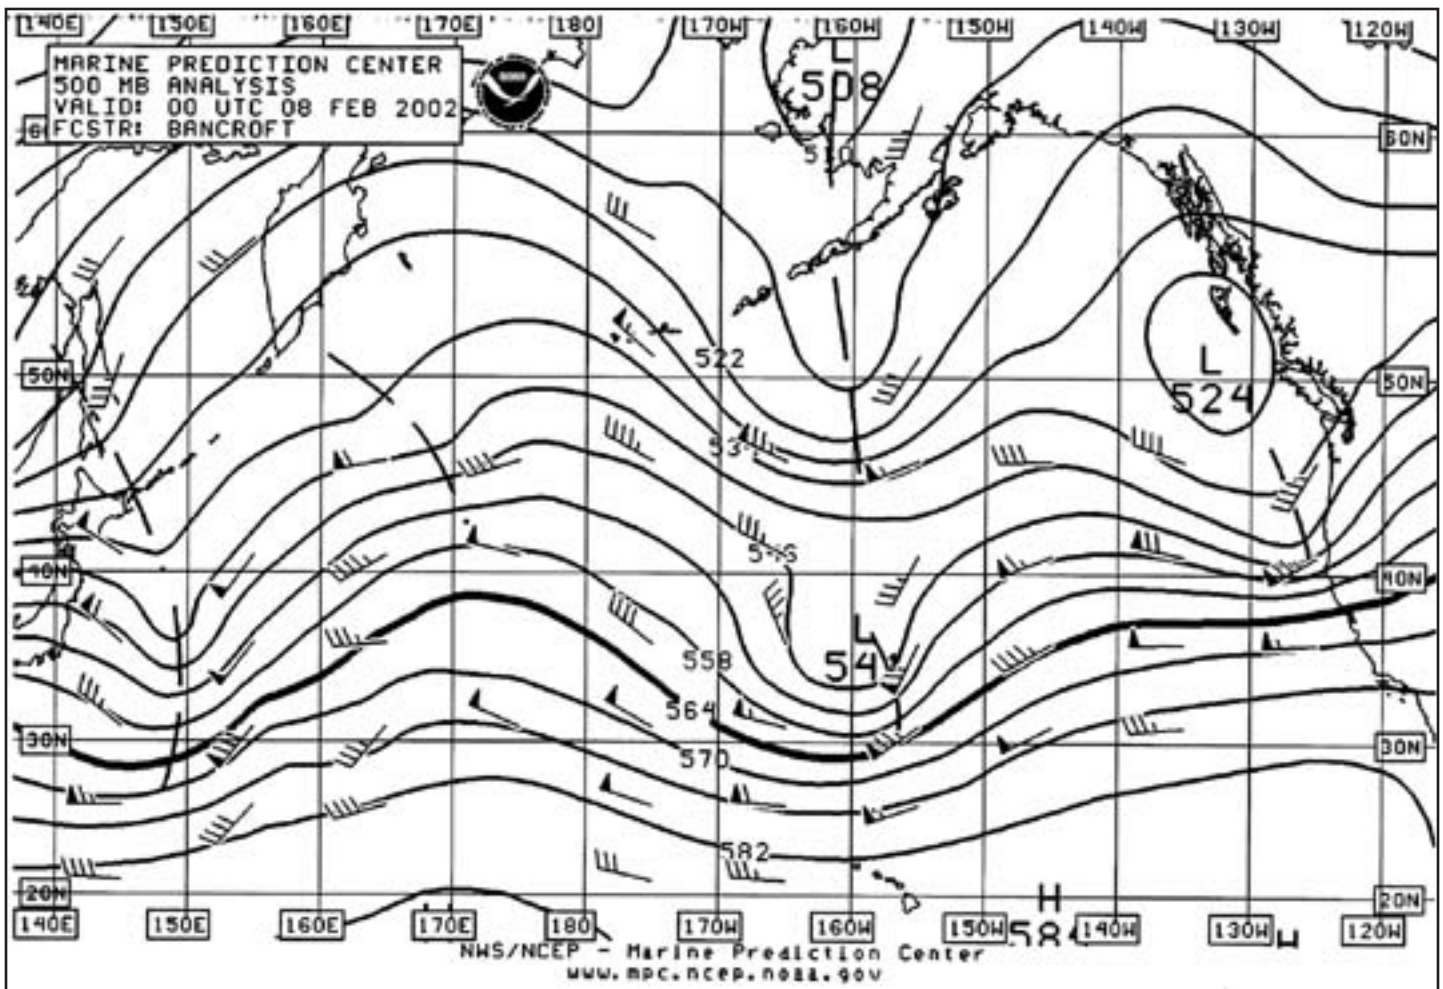 140E 150E 160E 170E 180 170W 160W 150W 140W 130W 120W
MARINE PREDICTION CENTER
500 MB ANALYSIS
VALID: 00 UTC 08 FEB 2002
FCSTR: BANCROFT
L
508
60N
522
L
524
50N 50N
546
40N 40N
L
54
558
564
30N 30N
570
582
20N 20N
H
584
140E 150E 160E 170E 180 170W 160W 150W 140W 130W 120W
H
NWS/NCEP - Marine Prediction Center
www.mpc.ncep.noaa.gov